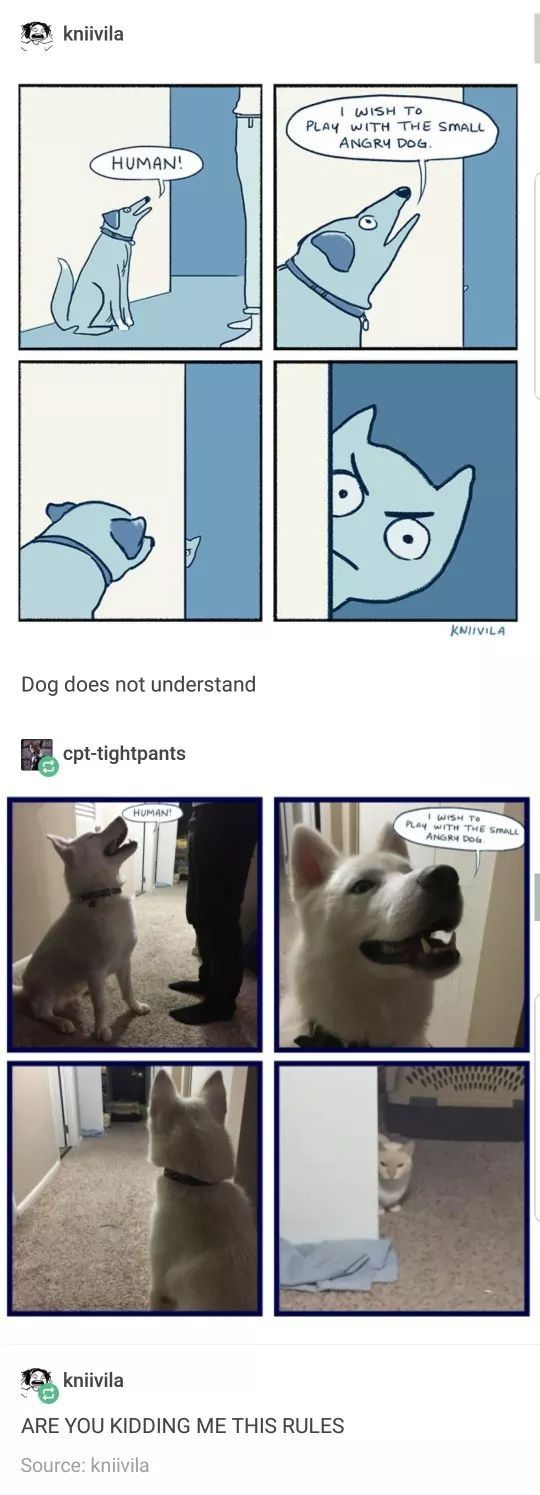 kniivila
HUMAN!
I WISH TO
PLAY WITH THE SMALL
ANGRY DOG.
KNIIVILA
Dog does not understand
cpt-tightpants
HUMAN!
I WISH TO
PLAY WITH THE SMALL
ANGRY DOG.
kniivila
ARE YOU KIDDING ME THIS RULES
Source: kniivila